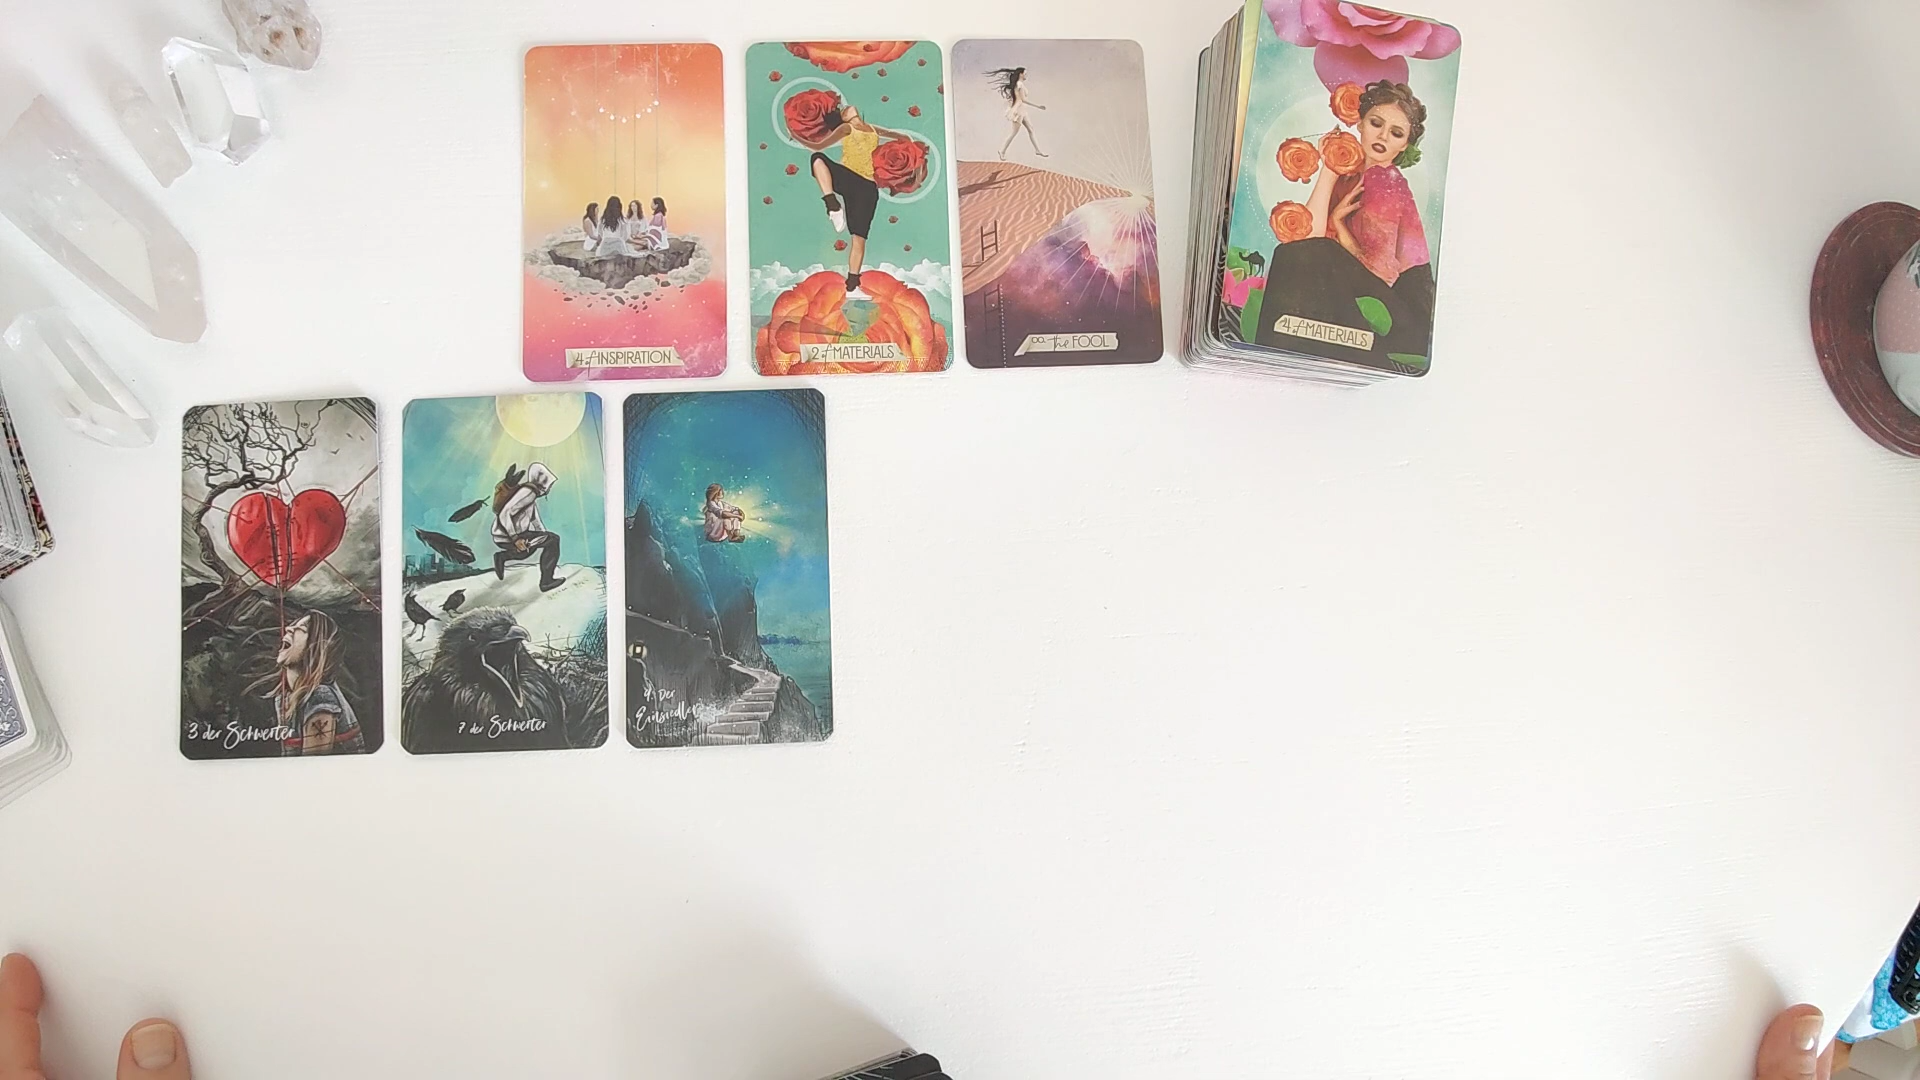 4 of INSPIRATION
2 of MATERIALS
00. the FOOL
4 of MATERIALS
3 der Schwerter
7 der Schwerter
9. Der
Einsiedler